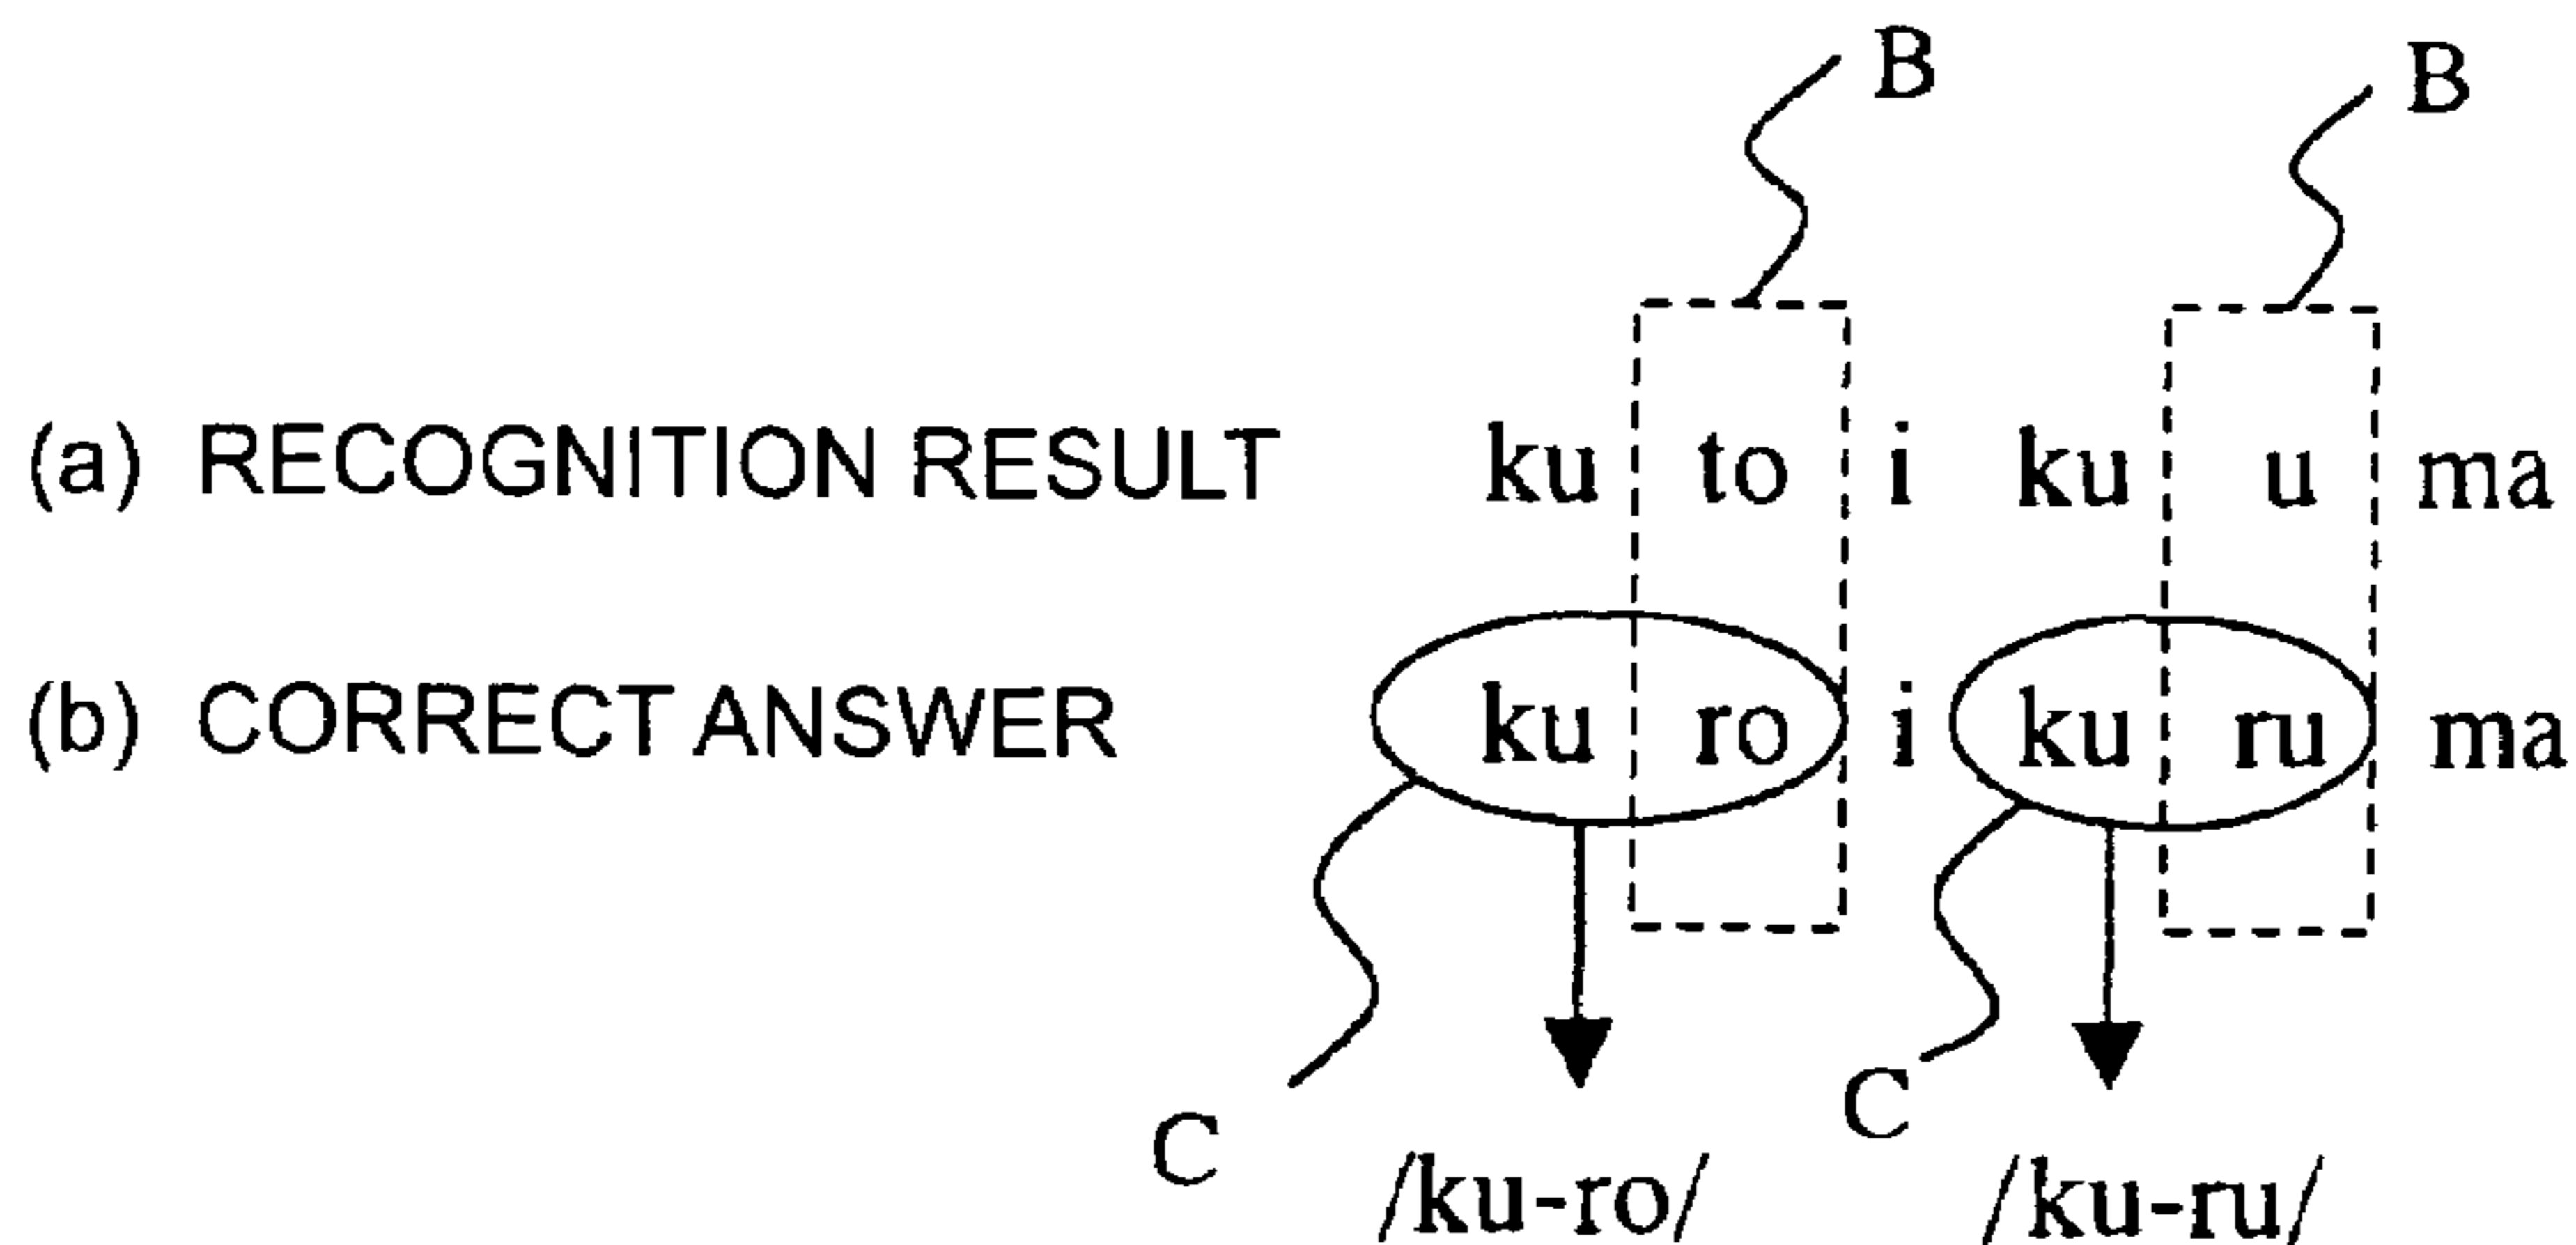 B B
(a) RECOGNITION RESULT ku to i ku u ma
(b) CORRECT ANSWER ku ro i ku ru ma
C C
/ku-ro/ /ku-ru/